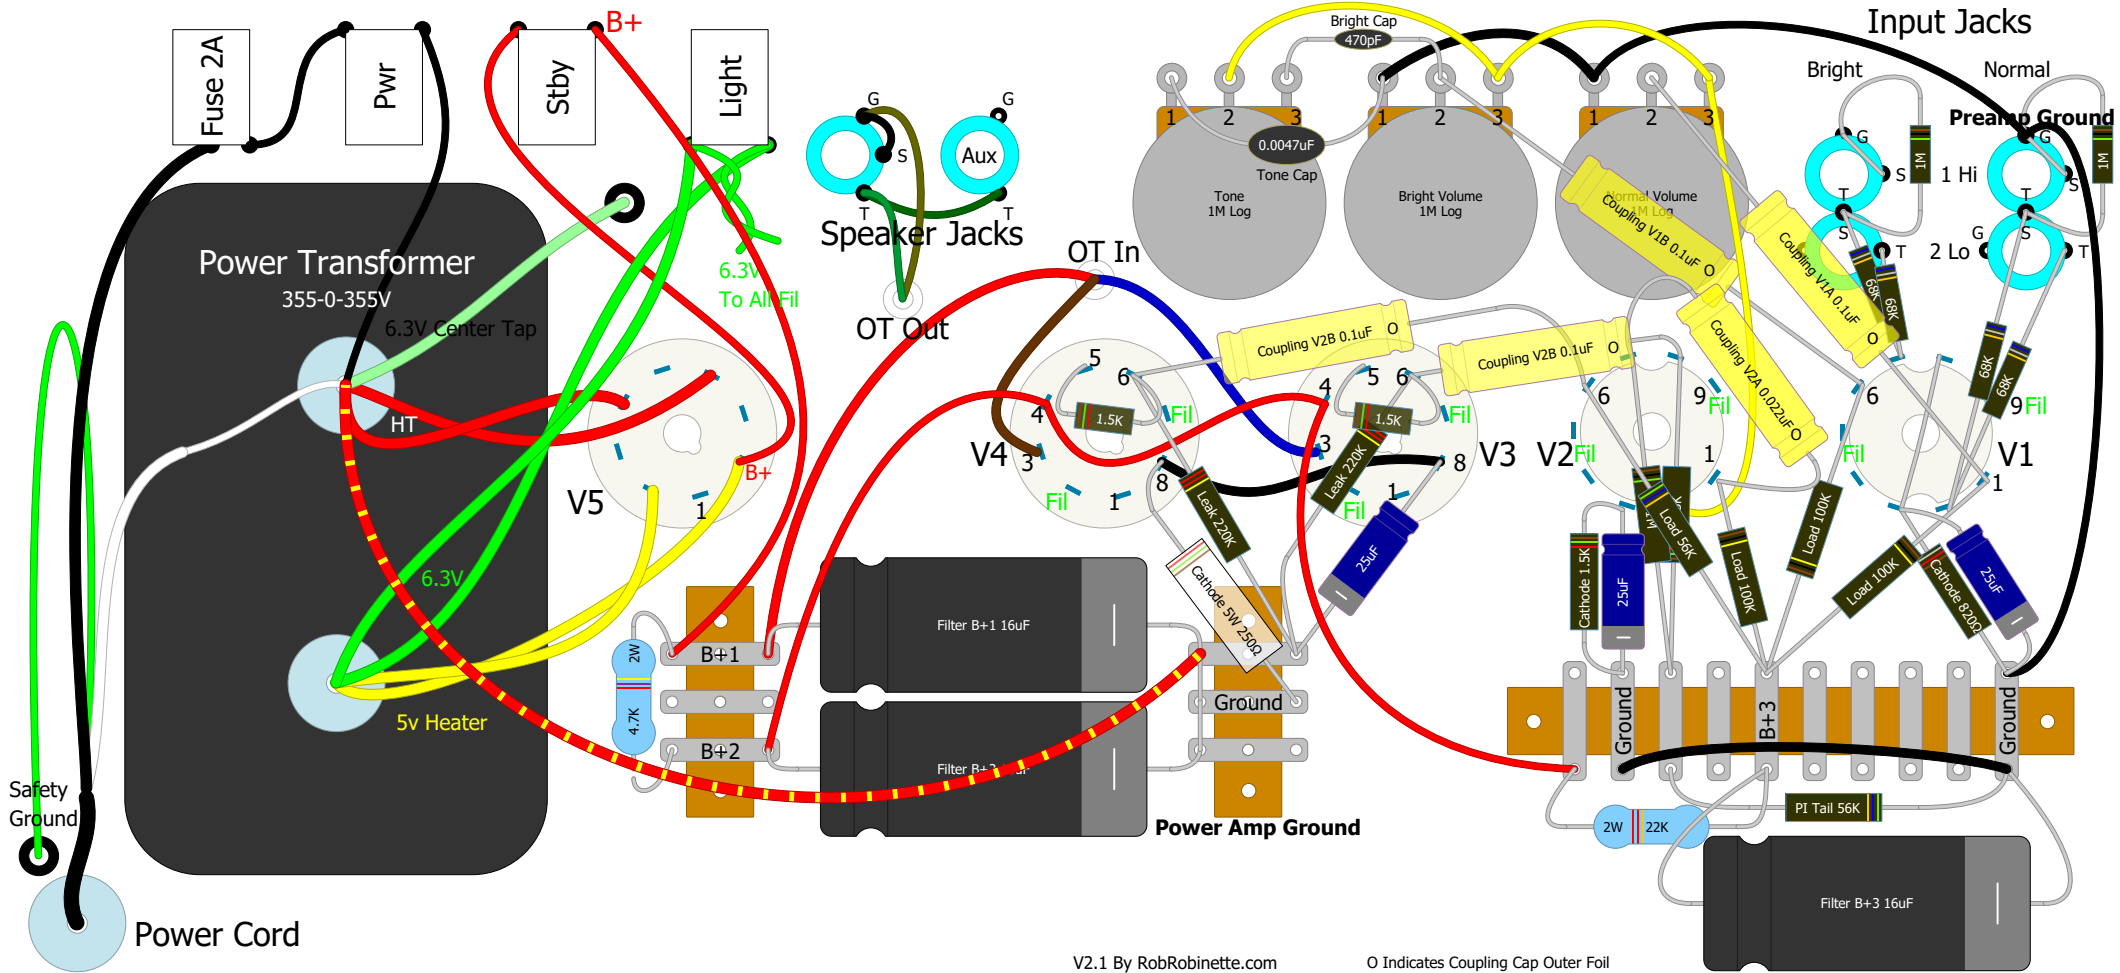 Fuse 2A
Pwr
Stby
B+
Light
Bright Cap
470pF
Input Jacks
Bright
Normal
Preamp Ground
1 2 3
1 2 3
1 2 3
0.0047uF
Tone Cap
Tone
1M Log
Bright Volume
1M Log
Normal Volume
1M Log
G
S
T
G
Aux
T
Speaker Jacks
OT Out
OT In
G
S
T
1M
1 Hi
G
S
T
1M
S
T
2 Lo
G
S
T
68K
68K
68K
68K
Power Transformer
355-0-355V
6.3V Center Tap
6.3V
To All Fil
HT
6.3V
5v Heater
V5
B+
1
Coupling V1B 0.1uF O
Coupling V1A 0.1uF O
Coupling V2B 0.1uF O
Coupling V2B 0.1uF O
Coupling V2A 0.022uF O
V4
5
6
4
3
1
8
Fil
Fil
1.5K
V3
5
6
4
3
1
8
Fil
Fil
1.5K
V2
6
9
1
Fil
Fil
V1
6
9
1
Fil
Fil
Leak 220K
Leak 220K
Cathode 5W 250Ω
25uF
Cathode 1.5K
25uF
Load 56K
Load 100K
Load 100K
Load 100K
Cathode 820Ω
25uF
2W
4.7K
B+1
B+2
Filter B+1 16uF
Filter B+2 16uF
Ground
Power Amp Ground
Ground
B+3
Ground
2W 22K
PI Tail 56K
Filter B+3 16uF
Safety
Ground
Power Cord
V2.1 By RobRobinette.com
O Indicates Coupling Cap Outer Foil